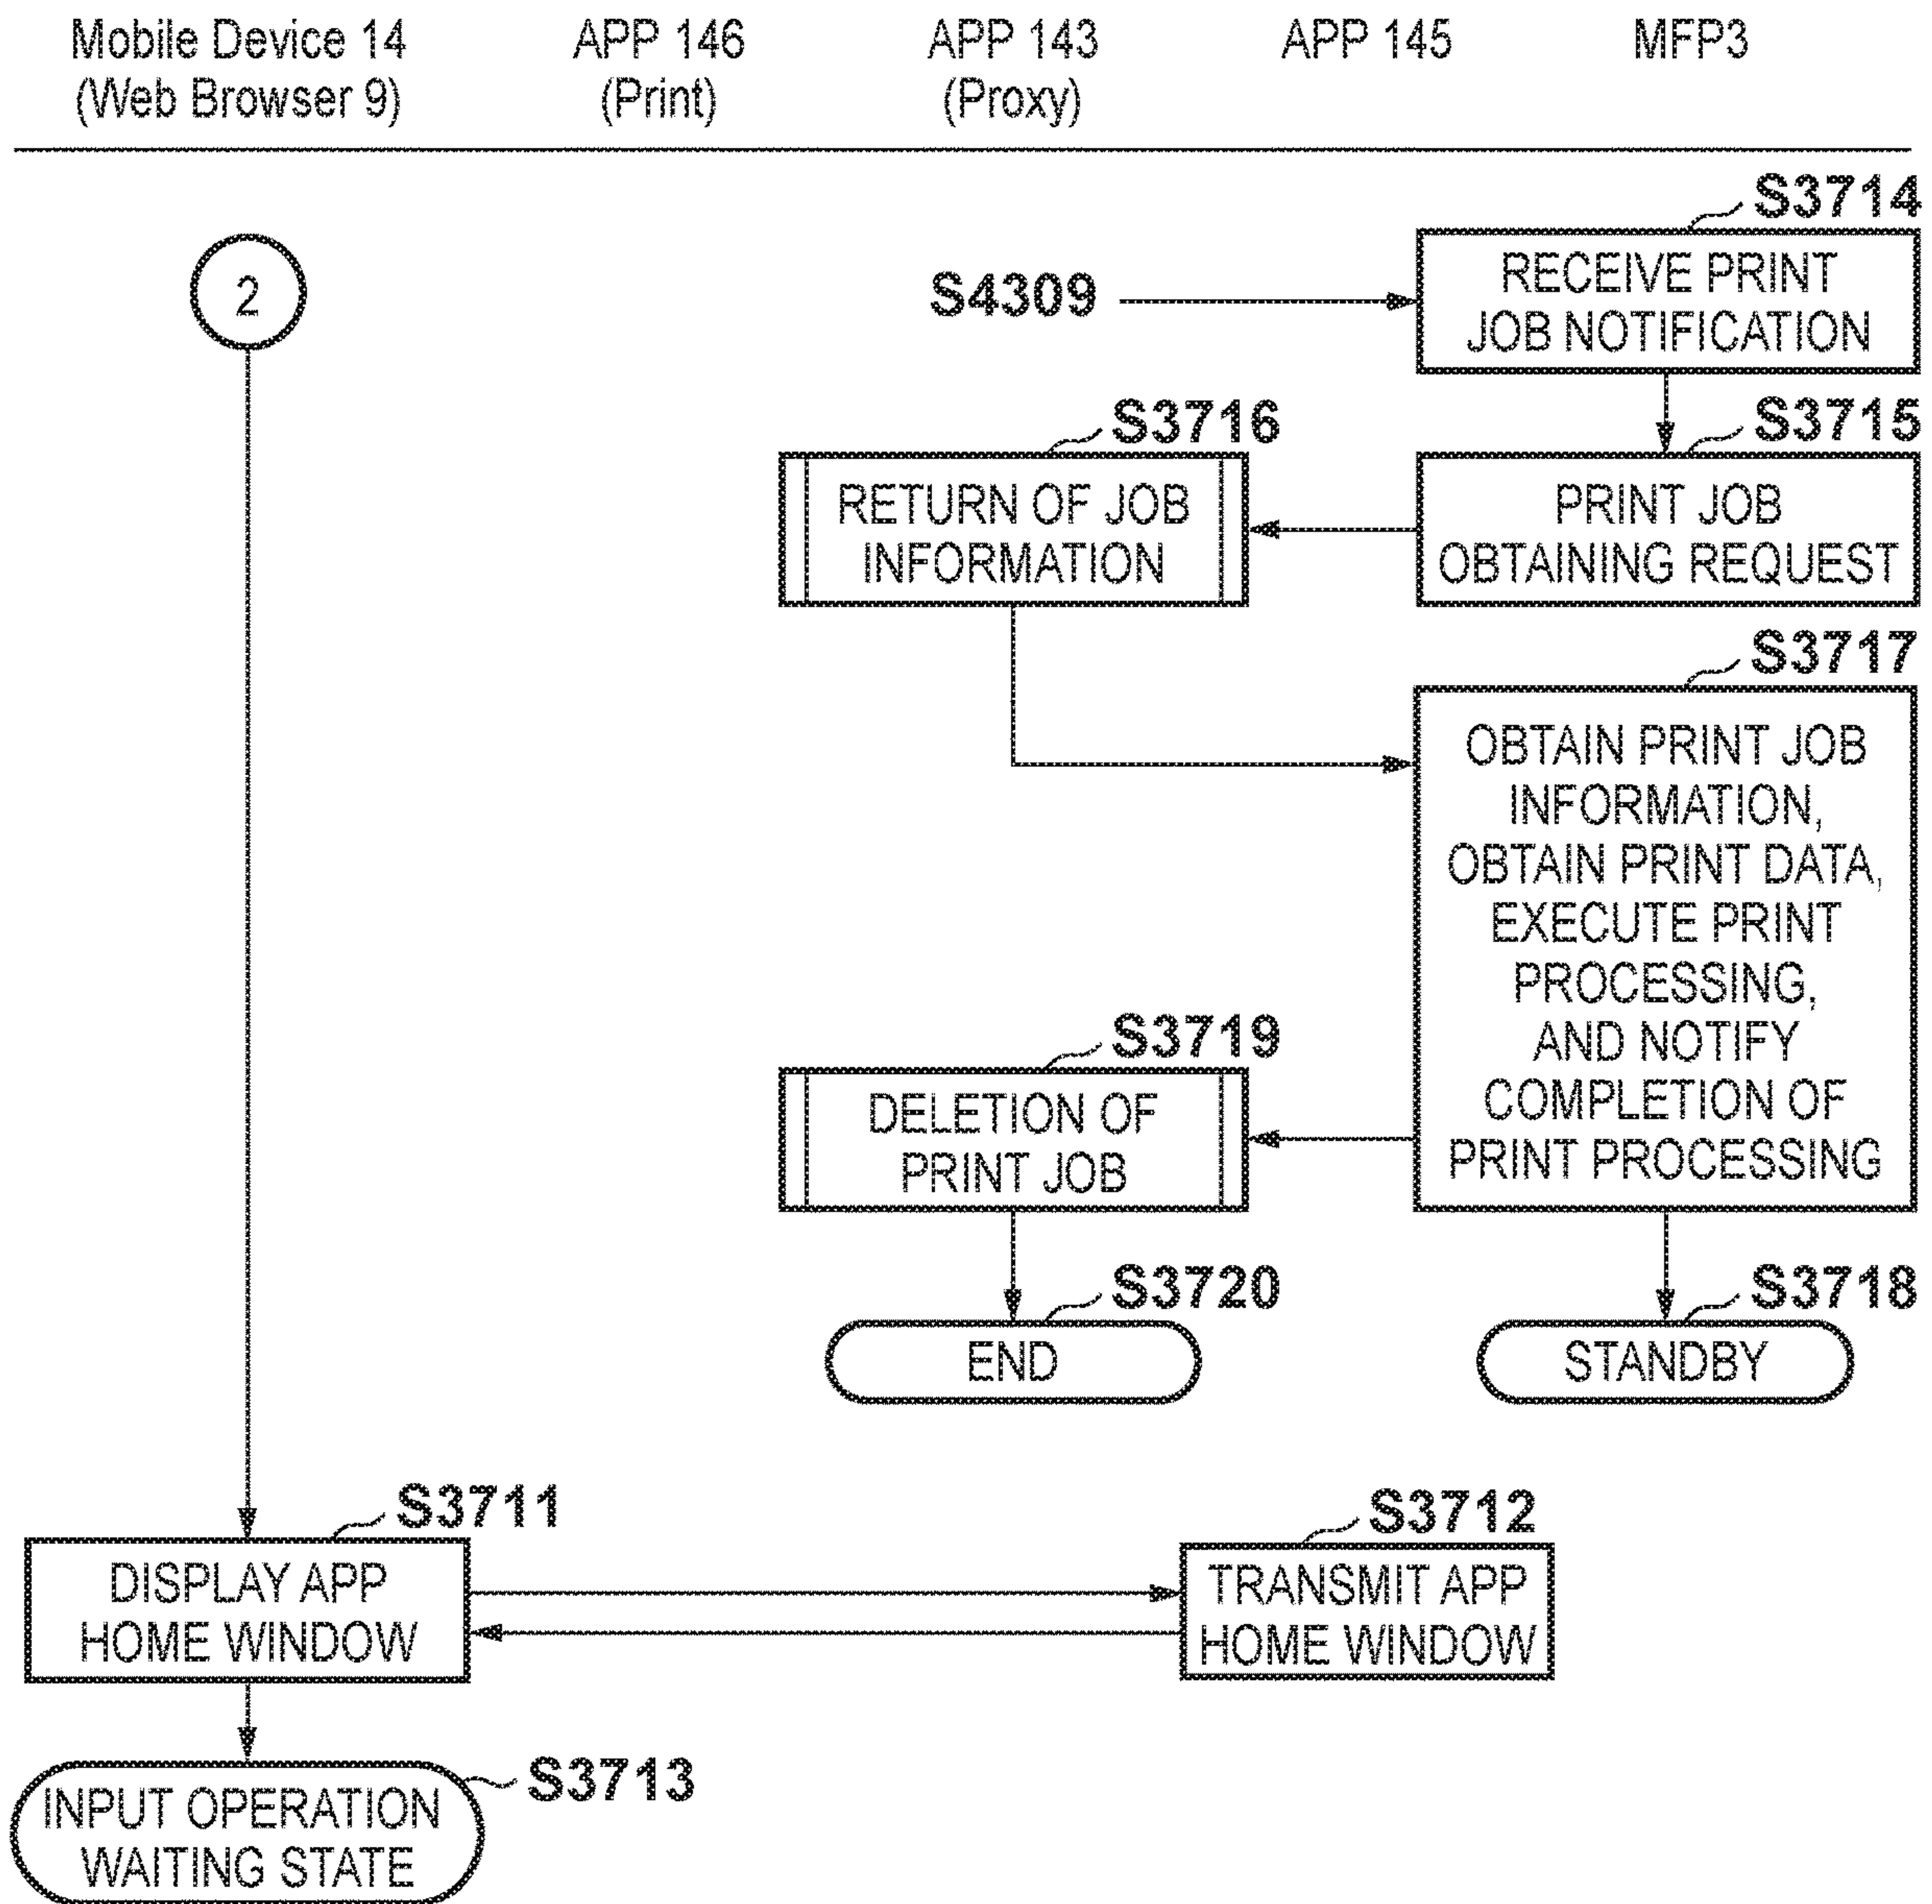 Mobile Device 14
(Web Browser 9)
APP 146
(Print)
APP 143
(Proxy)
APP 145
MFP3
2
S4309
S3714
RECEIVE PRINT
JOB NOTIFICATION
S3716
RETURN OF JOB
INFORMATION
S3715
PRINT JOB
OBTAINING REQUEST
S3717
OBTAIN PRINT JOB
INFORMATION,
OBTAIN PRINT DATA,
EXECUTE PRINT
PROCESSING,
AND NOTIFY
COMPLETION OF
PRINT PROCESSING
S3719
DELETION OF
PRINT JOB
S3720
END
S3718
STANDBY
S3711
DISPLAY APP
HOME WINDOW
S3712
TRANSMIT APP
HOME WINDOW
S3713
INPUT OPERATION
WAITING STATE